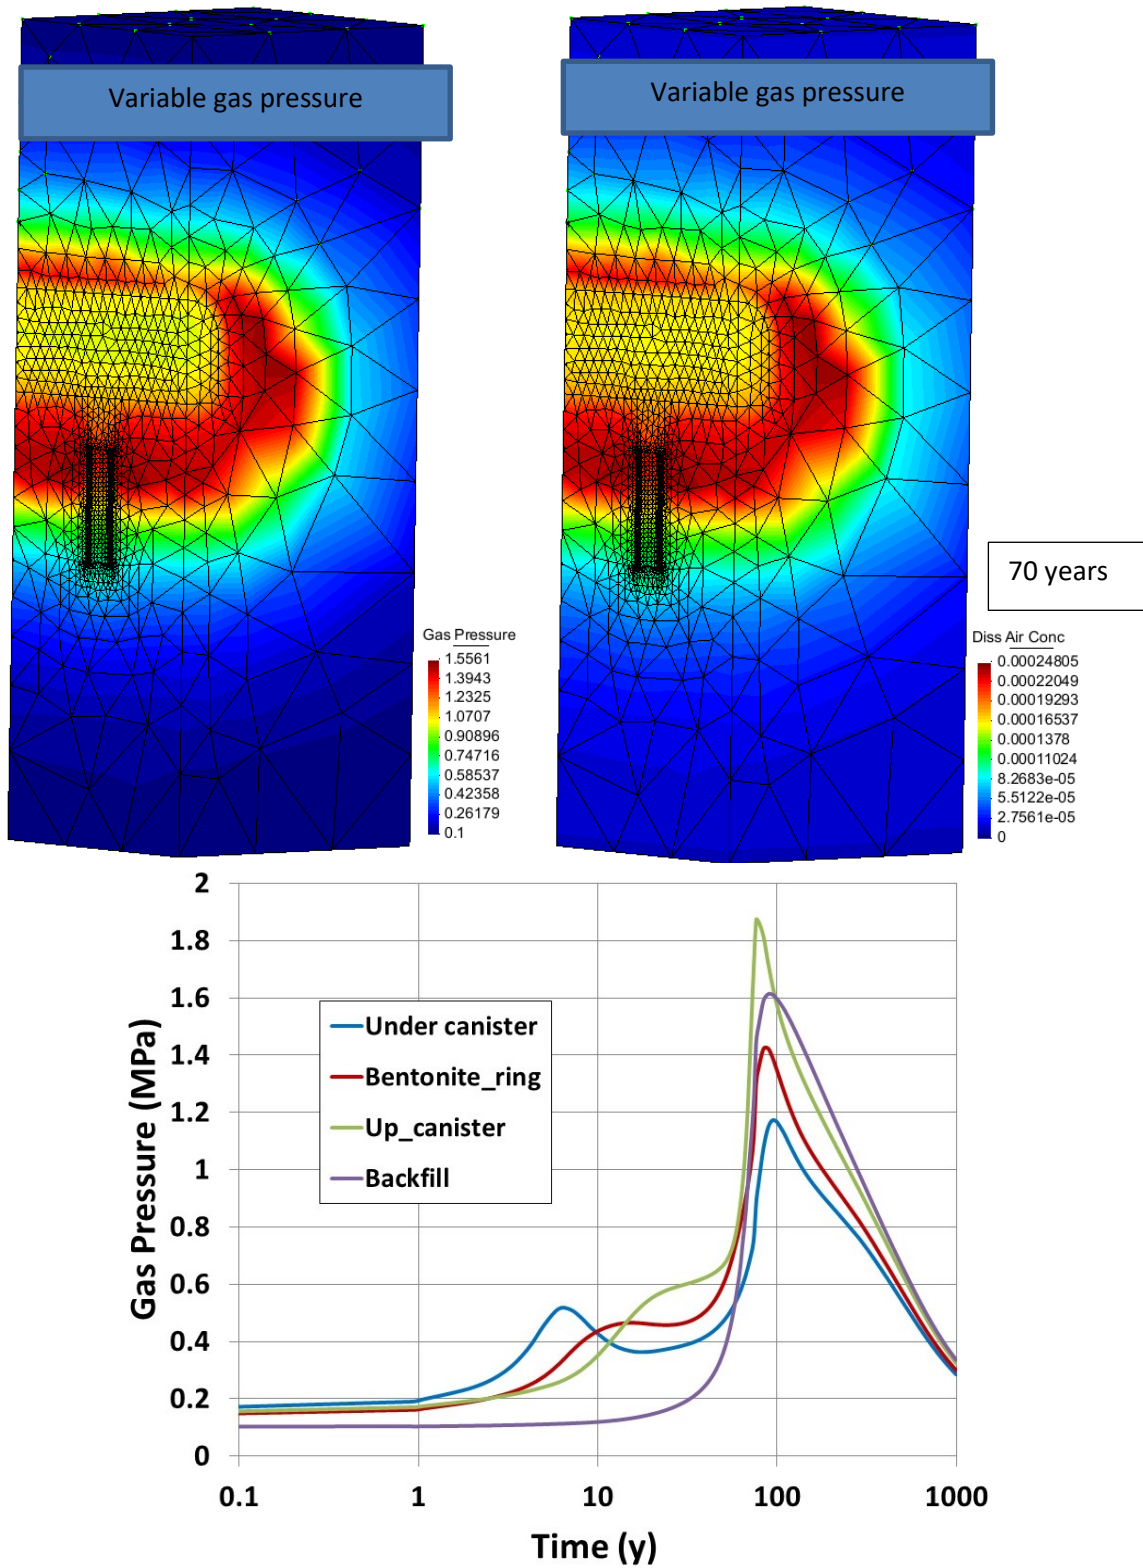 Variable gas pressure
Variable gas pressure
70 years
Gas Pressure
1.5561
1.3943
1.2325
1.0707
0.90896
0.74716
0.58537
0.42358
0.26179
0.1
Diss Air Conc
0.00024805
0.00022049
0.00019293
0.00016537
0.0001378
0.00011024
8.2683e-05
5.5122e-05
2.7561e-05
0
Gas Pressure (MPa)
2
1.8
1.6
1.4
1.2
1
0.8
0.6
0.4
0.2
0
Under canister
Bentonite_ring
Up_canister
Backfill
0.1
1
10
100
1000
Time (y)